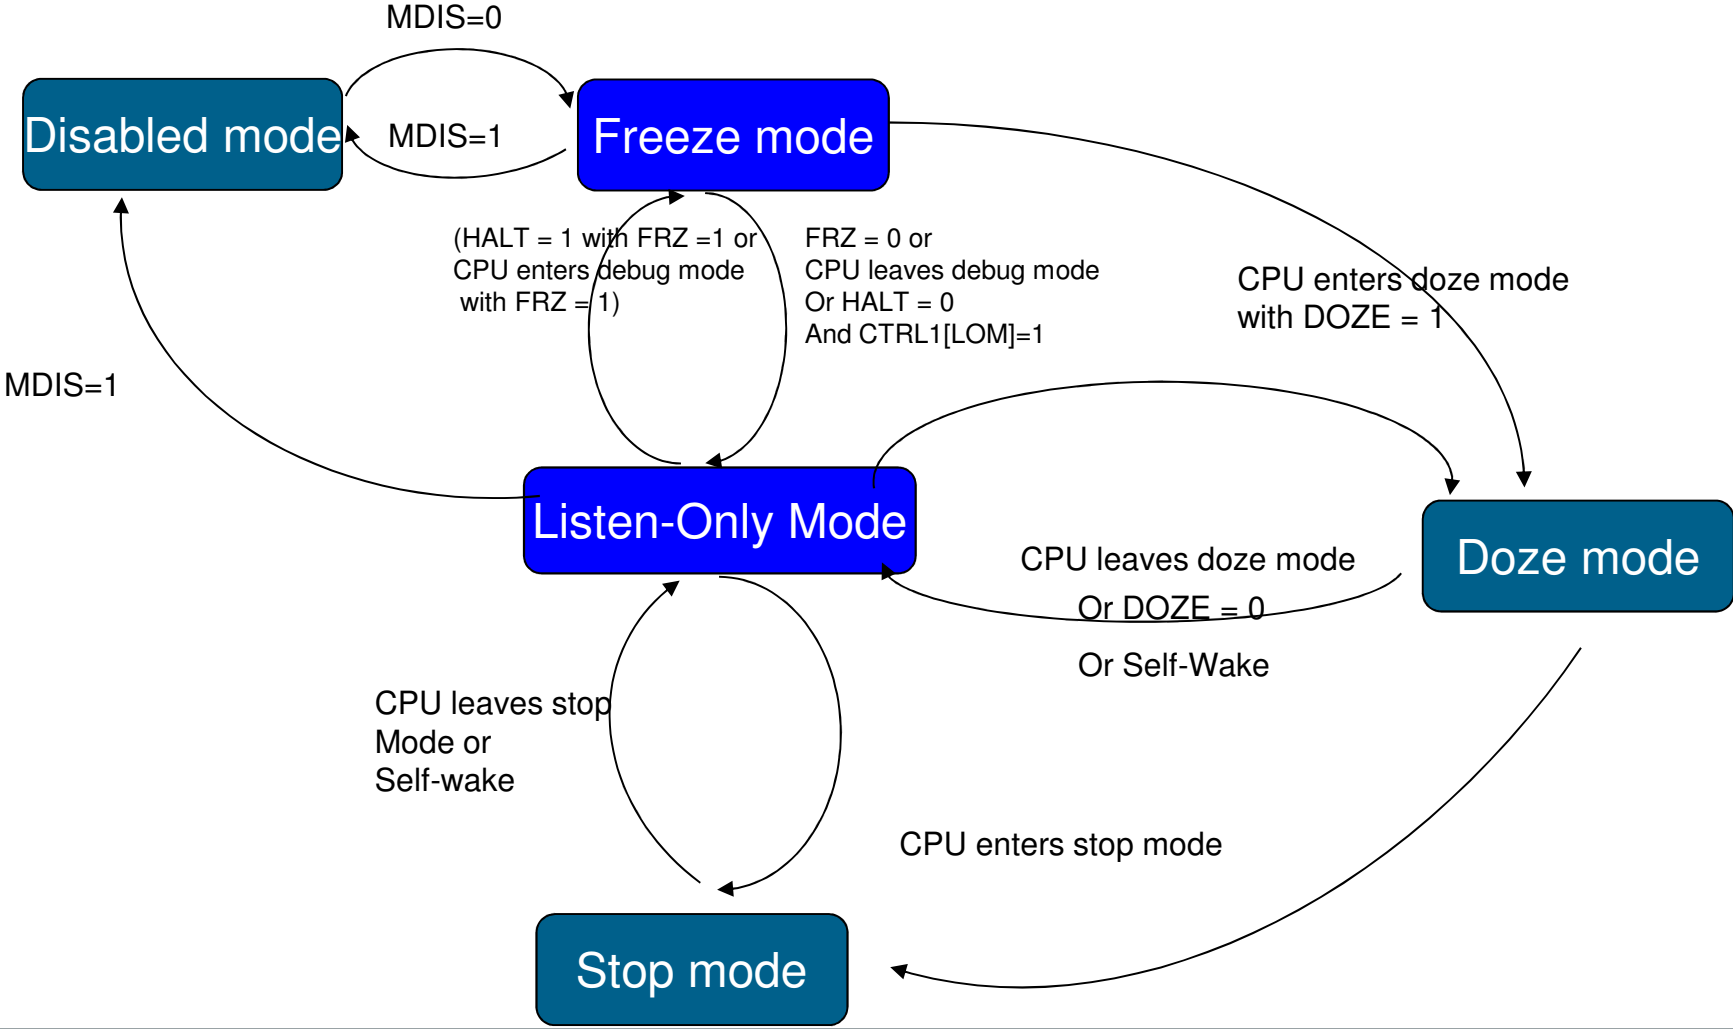 MDIS=0
Disabled mode
MDIS=1
Freeze mode
(HALT = 1 with FRZ =1 or
CPU enters debug mode
with FRZ = 1)
FRZ = 0 or
CPU leaves debug mode
Or HALT = 0
And CTRL1[LOM]=1
CPU enters doze mode
with DOZE = 1
MDIS=1
Listen-Only Mode
CPU leaves doze mode
Or DOZE = 0
Or Self-Wake
Doze mode
CPU leaves stop
Mode or
Self-wake
CPU enters stop mode
Stop mode